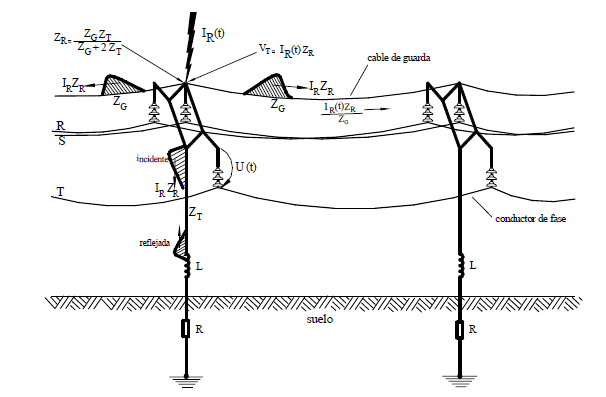 I_R(t)
Z_R = Z_G Z_T / Z_G + 2 Z_T
V_T = I_R(t) Z_R
cable de guarda
I_R Z_R
Z_G
I_R Z_R
Z_G
I_R(t) Z_R / Z_G
R
S
incidente
U (t)
I_R Z_R
T
Z_T
conductor de fase
reflejada
L
L
suelo
R
R